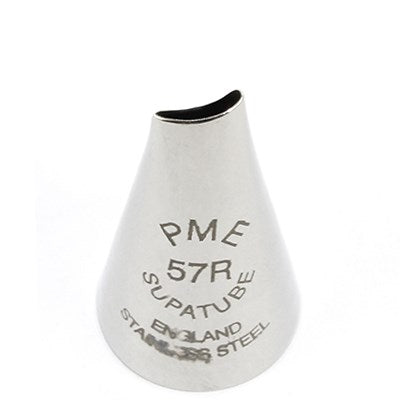 PME
57R
SUPATUBE
ENGLAND
STAINLESS STEEL